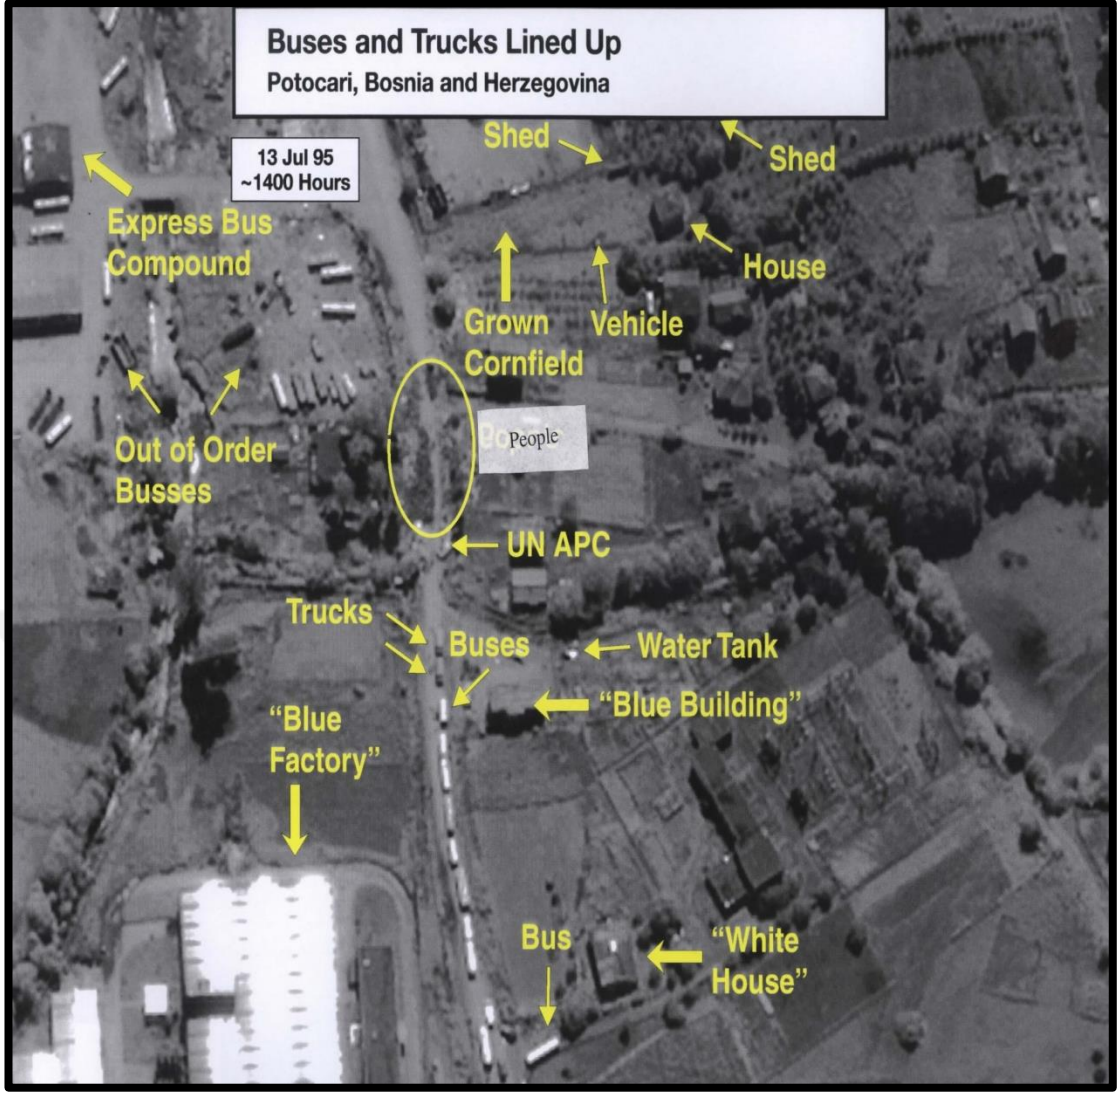 Buses and Trucks Lined Up
Potocari, Bosnia and Herzegovina
13 Jul 95
~1400 Hours
Shed
Shed
Express Bus
Compound
House
Grown
Cornfield
Vehicle
Out of Order
Busses
People
UN APC
Trucks
Buses
Water Tank
“Blue Building”
“Blue
Factory”
Bus
“White
House”